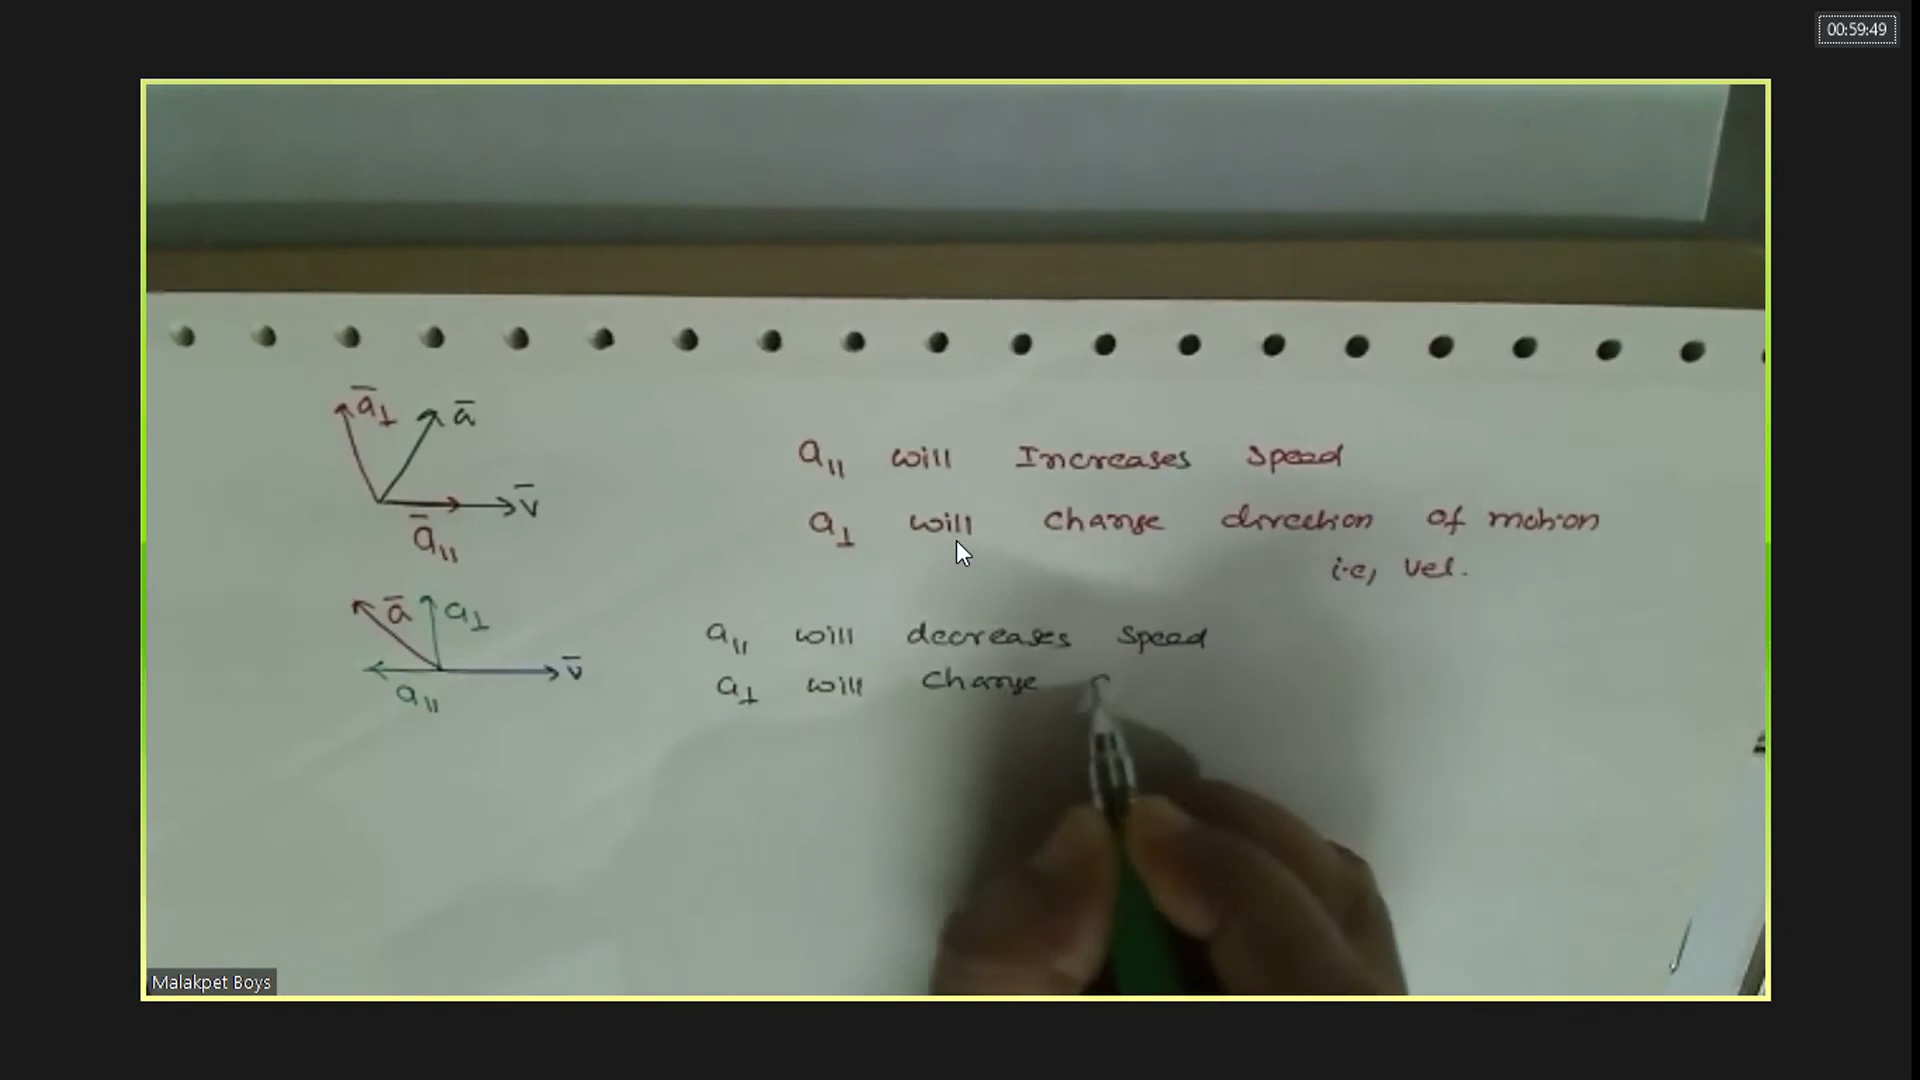 00:59:49
a̅⊥
a̅
v̅
a̅||
a|| will Increases speed
a⊥ will change direction of motion
i.e, vel.
a̅
a⊥
v̅
a||
a|| will decreases speed
a⊥ will change
Malakpet Boys